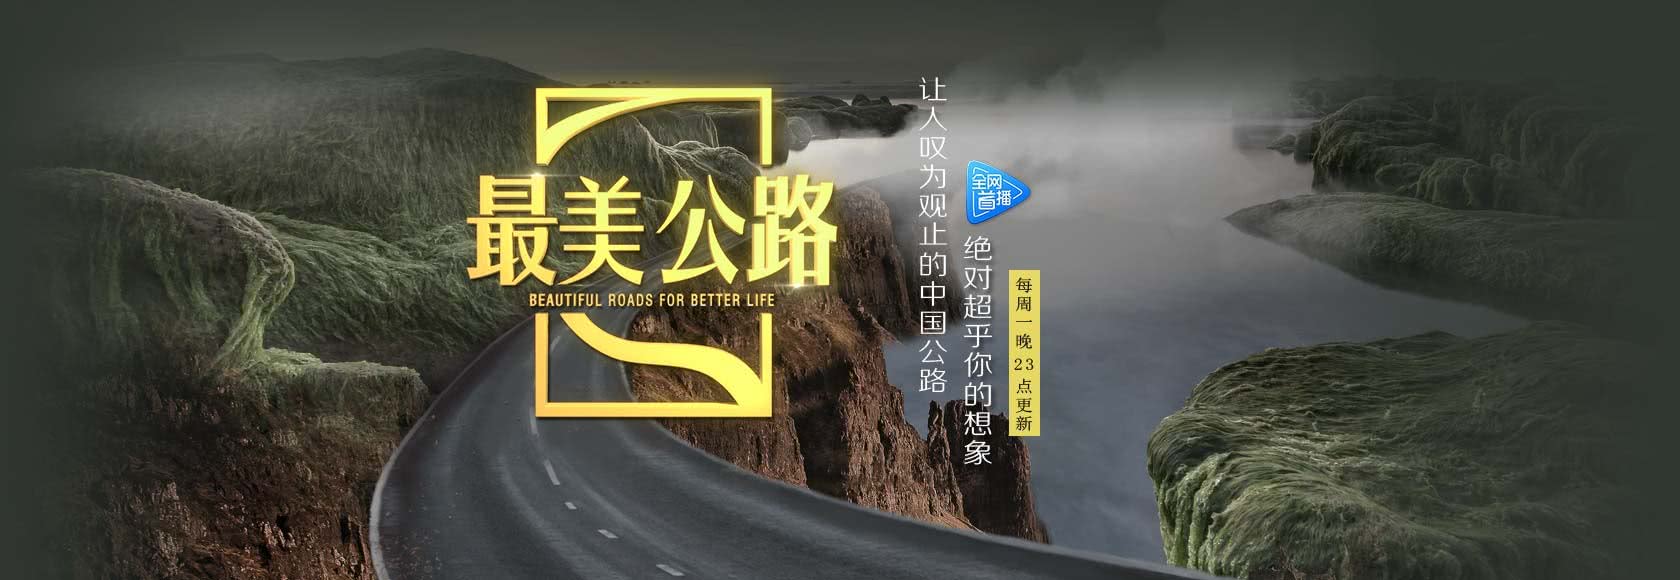 最美公路
BEAUTIFUL ROADS FOR BETTER LIFE
让人叹为观止的中国公路
全网
首播
绝对超乎你的想象
每周一晚23点更新